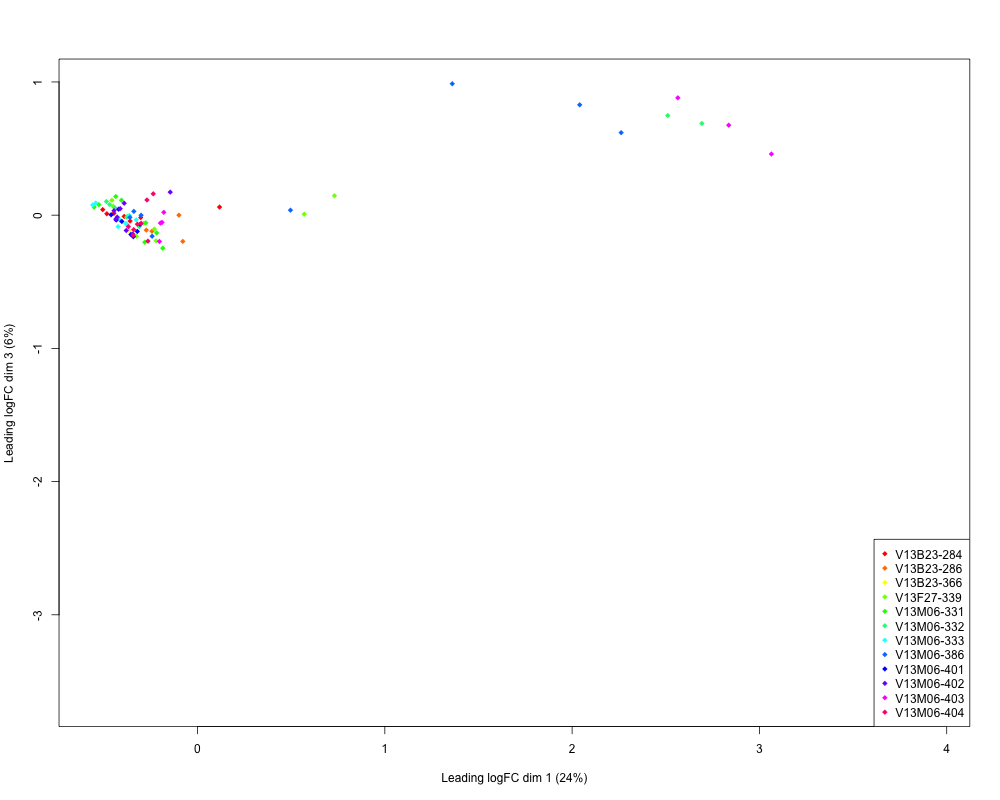 1
0
-1
-2
-3
Leading logFC dim 3 (6%)
V13B23-284
V13B23-286
V13B23-366
V13F27-339
V13M06-331
V13M06-332
V13M06-333
V13M06-386
V13M06-401
V13M06-402
V13M06-403
V13M06-404
0 1 2 3 4
Leading logFC dim 1 (24%)